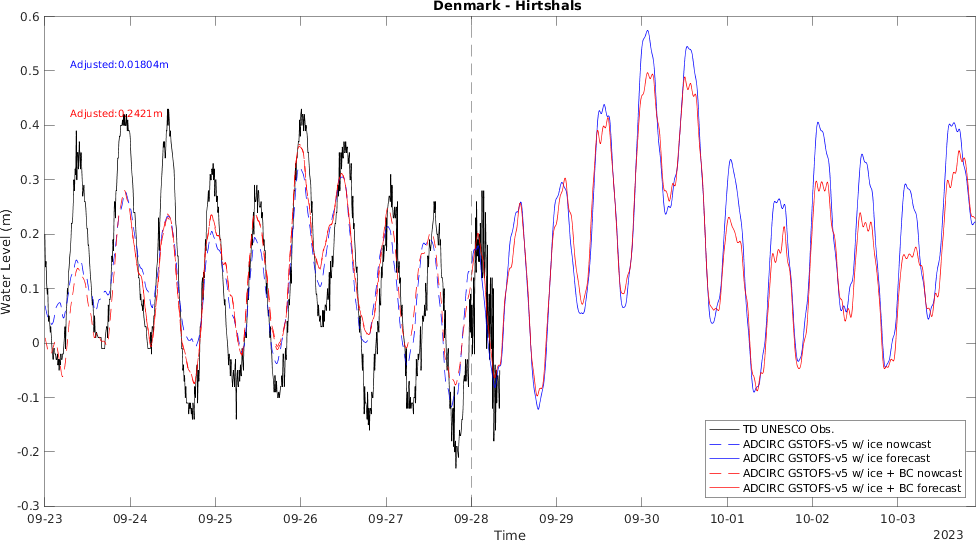 Denmark - Hirtshals
0.6
0.5
0.4
0.3
0.2
0.1
0
-0.1
-0.2
-0.3
Water Level (m)
Adjusted:0.01804m
Adjusted:0.2421m
TD UNESCO Obs.
ADCIRC GSTOFS-v5 w/ ice nowcast
ADCIRC GSTOFS-v5 w/ ice forecast
ADCIRC GSTOFS-v5 w/ ice + BC nowcast
ADCIRC GSTOFS-v5 w/ ice + BC forecast
09-23 09-24 09-25 09-26 09-27 09-28 09-29 09-30 10-01 10-02 10-03
Time
2023